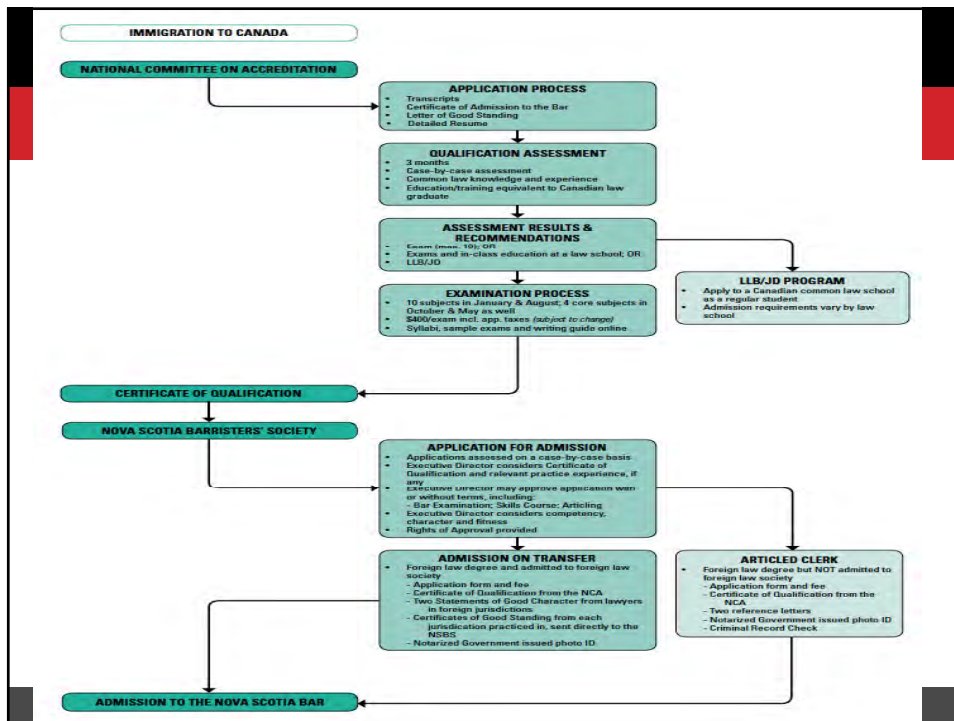 IMMIGRATION TO CANADA
NATIONAL COMMITTEE ON ACCREDITATION
APPLICATION PROCESS
• Transcripts
• Certificate of Admission to the Bar
• Letter of Good Standing
• Detailed Resume
QUALIFICATION ASSESSMENT
• 3 months
• Case-by-case assessment
• Common law knowledge and experience
• Education/training equivalent to Canadian law
graduate
ASSESSMENT RESULTS &
RECOMMENDATIONS
• Exam (max. 10); OR
• Exams and in-class education at a law school; OR
• LLB/JD
LLB/JD PROGRAM
• Apply to a Canadian common law school
as a regular student
• Admission requirements vary by law
school
EXAMINATION PROCESS
• 10 subjects in January & August; 4 core subjects in
October & May as well
• $400/exam incl. app. taxes (subject to change)
• Syllabi, sample exams and writing guide online
CERTIFICATE OF QUALIFICATION
NOVA SCOTIA BARRISTERS' SOCIETY
APPLICATION FOR ADMISSION
• Applications assessed on a case-by-case basis
• Executive Director considers Certificate of
Qualification and relevant practice experience, if
any
• Executive Director may approve application with
or without terms, including:
- Bar Examination; Skills Course; Articling
• Executive Director considers competency,
character and fitness
• Rights of Approval provided
ADMISSION ON TRANSFER
• Foreign law degree and admitted to foreign law
society
- Application form and fee
- Certificate of Qualification from the NCA
- Two Statements of Good Character from lawyers
in foreign jurisdictions
- Certificates of Good Standing from each
jurisdication practiced in, sent directly to the
NSBS
- Notarized Government issued photo ID
ARTICLED CLERK
• Foreign law degree but NOT admitted to
foreign law society
- Application form and fee
- Certificate of Qualification from the
NCA
- Two reference letters
- Notarized Government issued photo ID
- Criminal Record Check
ADMISSION TO THE NOVA SCOTIA BAR